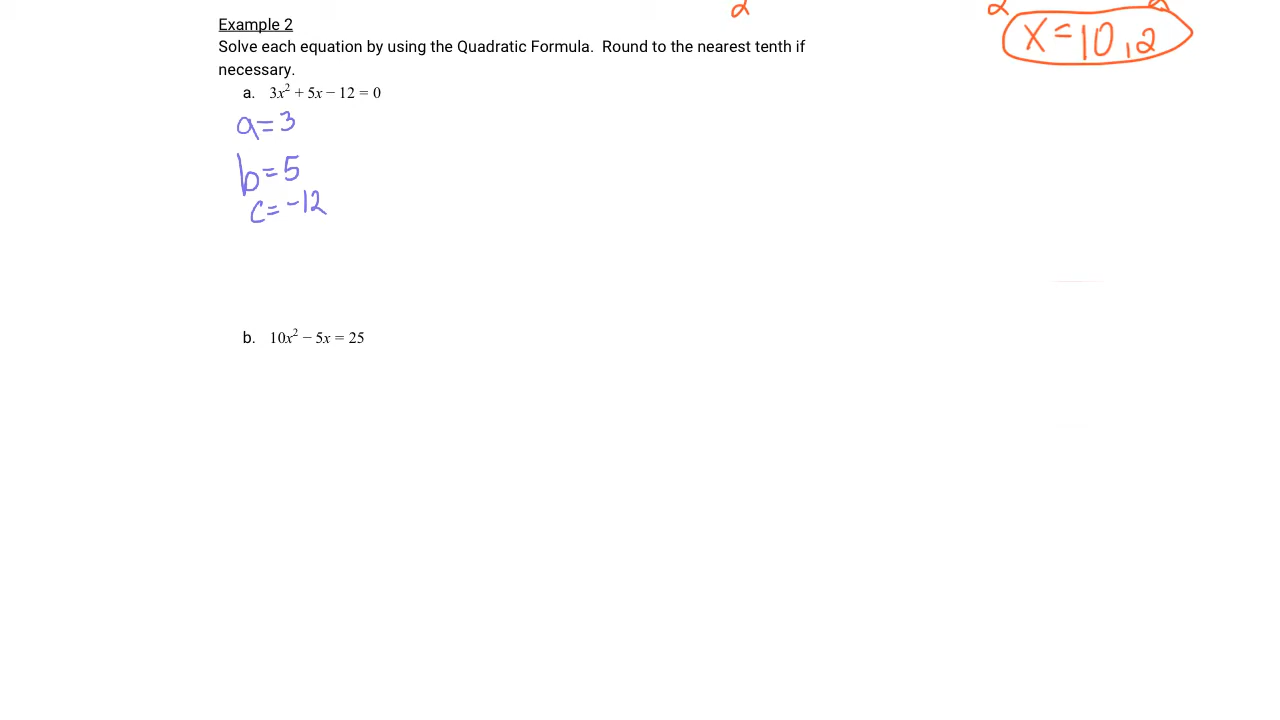 Example 2
Solve each equation by using the Quadratic Formula. Round to the nearest tenth if
necessary.
x=10,2
a. 3x² + 5x − 12 = 0
a=3
b=5
c=-12
b. 10x² − 5x = 25